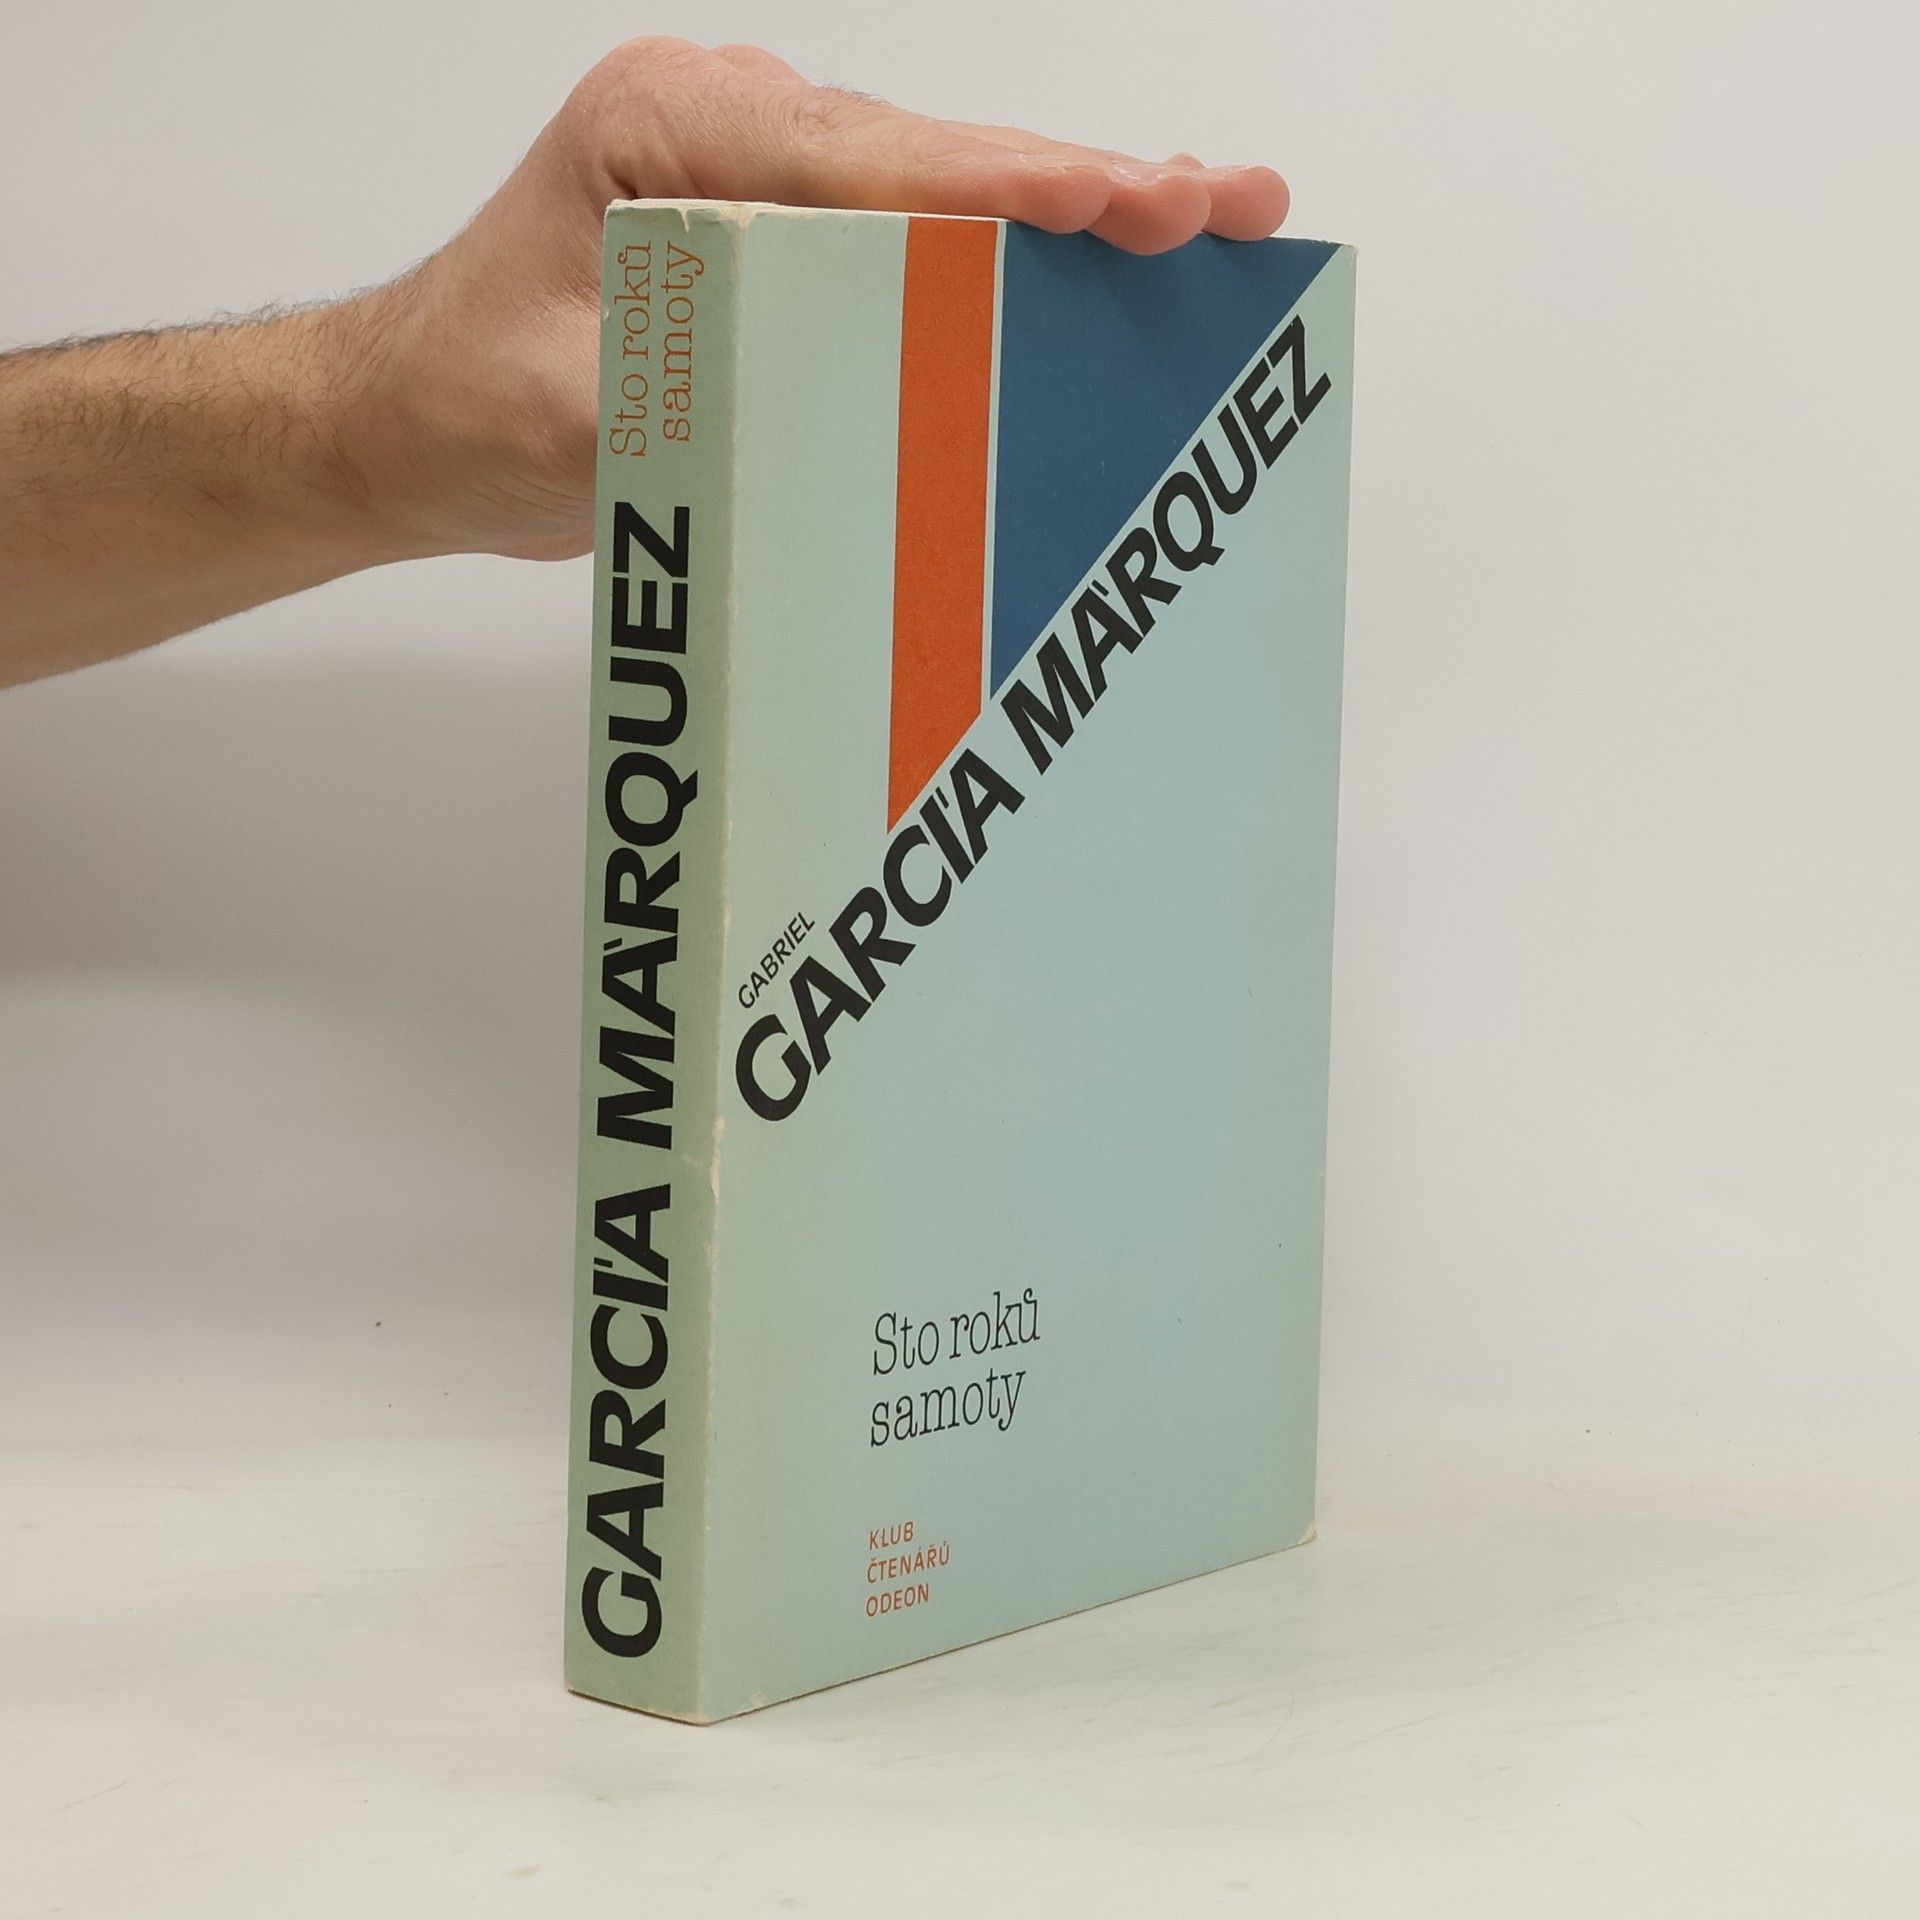 Sto roků
samoty
GARCÍA MÁRQUEZ
GABRIEL
GARCÍA MÁRQUEZ
Sto roků
samoty
KLUB
ČTENÁŘŮ
ODEON